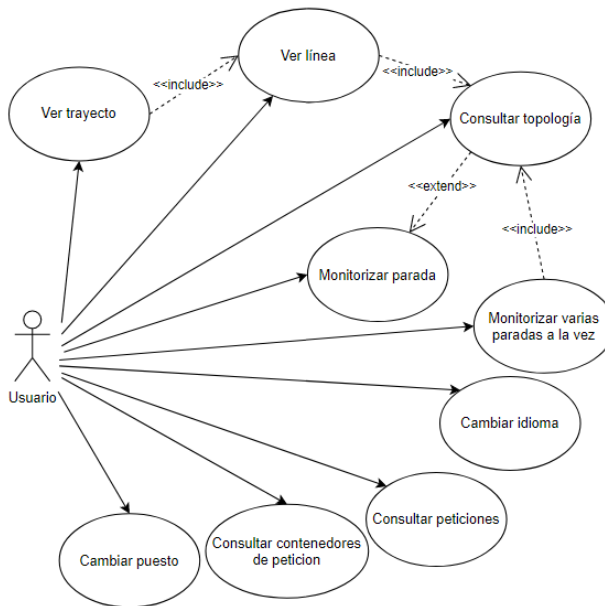 Ver línea
<<include>>
<<include>>
Ver trayecto
Consultar topología
<<extend>>
<<include>>
Monitorizar parada
Monitorizar varias
paradas a la vez
Usuario
Cambiar idioma
Consultar peticiones
Consultar contenedores
de peticion
Cambiar puesto